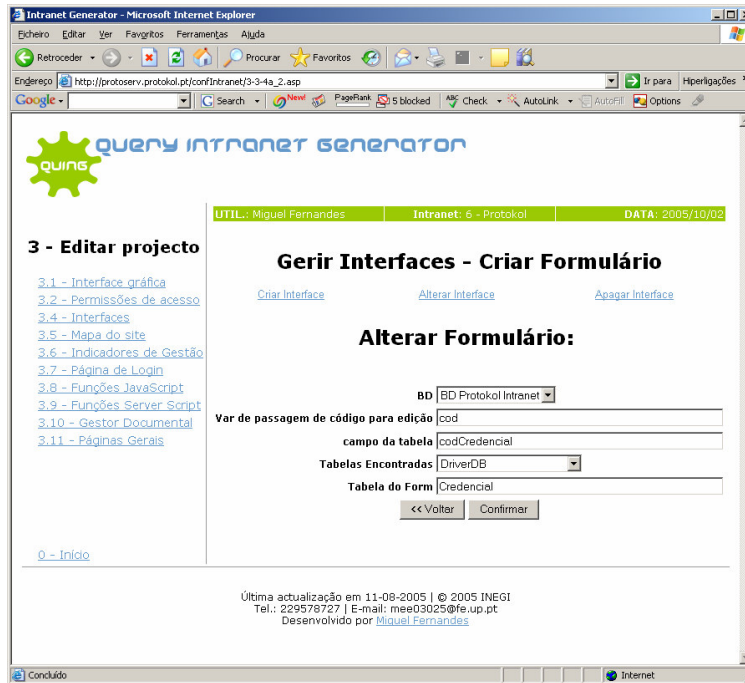 Intranet Generator - Microsoft Internet Explorer
Ficheiro Editar Ver Favoritos Ferramentas Ajuda
Retroceder Procurar Favoritos
Endereço http://protoserv.protokol.pt/confIntranet/3-3-4a_2.asp Ir para Hiperligações
Google Search New! PageRank 5 blocked ABC Check AutoLink AutoFill Options
QUING QUERY INTRANET GENERATOR
UTIL.: Miguel Fernandes Intranet: 6 - Protokol DATA: 2005/10/02
3 - Editar projecto
3.1 - Interface gráfica
3.2 - Permissões de acesso
3.4 - Interfaces
3.5 - Mapa do site
3.6 - Indicadores de Gestão
3.7 - Página de Login
3.8 - Funções JavaScript
3.9 - Funções Server Script
3.10 - Gestor Documental
3.11 - Páginas Gerais
0 - Início
Gerir Interfaces - Criar Formulário
Criar Interface Alterar Interface Apagar Interface
Alterar Formulário:
BD BD Protokol Intranet
Var de passagem de código para edição cod
campo da tabela codCredencial
Tabelas Encontradas DriverDB
Tabela do Form Credencial
<< Voltar Confirmar
Última actualização em 11-08-2005 | © 2005 INEGI
Tel.: 229578727 | E-mail: mee03025@fe.up.pt
Desenvolvido por Miguel Fernandes
Concluído Internet